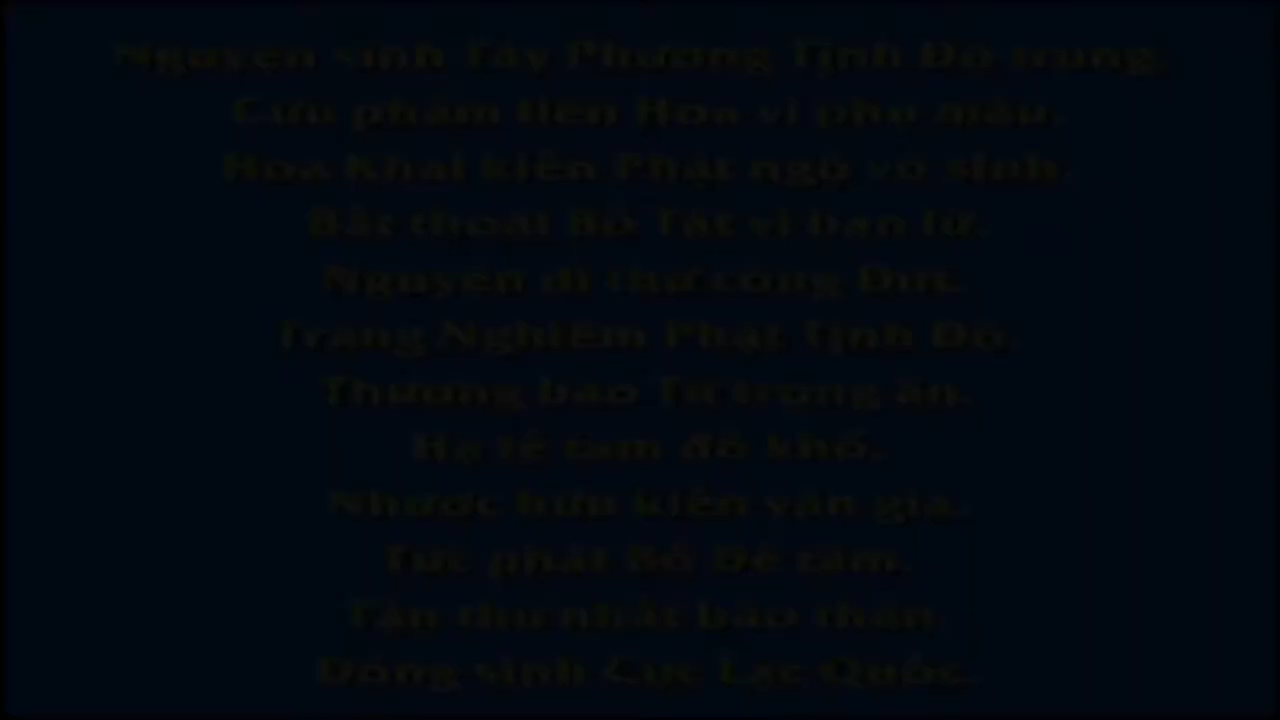 Nguyện sinh Tây Phương Tịnh Độ trung.
Cửu phẩm liên Hoa vi phụ mẫu.
Hoa Khai kiến Phật ngộ vô sinh.
Bất thoái Bồ Tát vi bạn lữ.
Nguyện dĩ thử công Đức.
Trang NghiÊm Phật Tịnh Độ.
Thượng báo Tứ trọng ân.
Hạ tế tam đồ khổ.
Nhược hữu kiến văn giả.
Tức phát Bồ Đề tâm.
Tận thử nhất báo thân
Đồng sinh Cực Lạc Quốc.